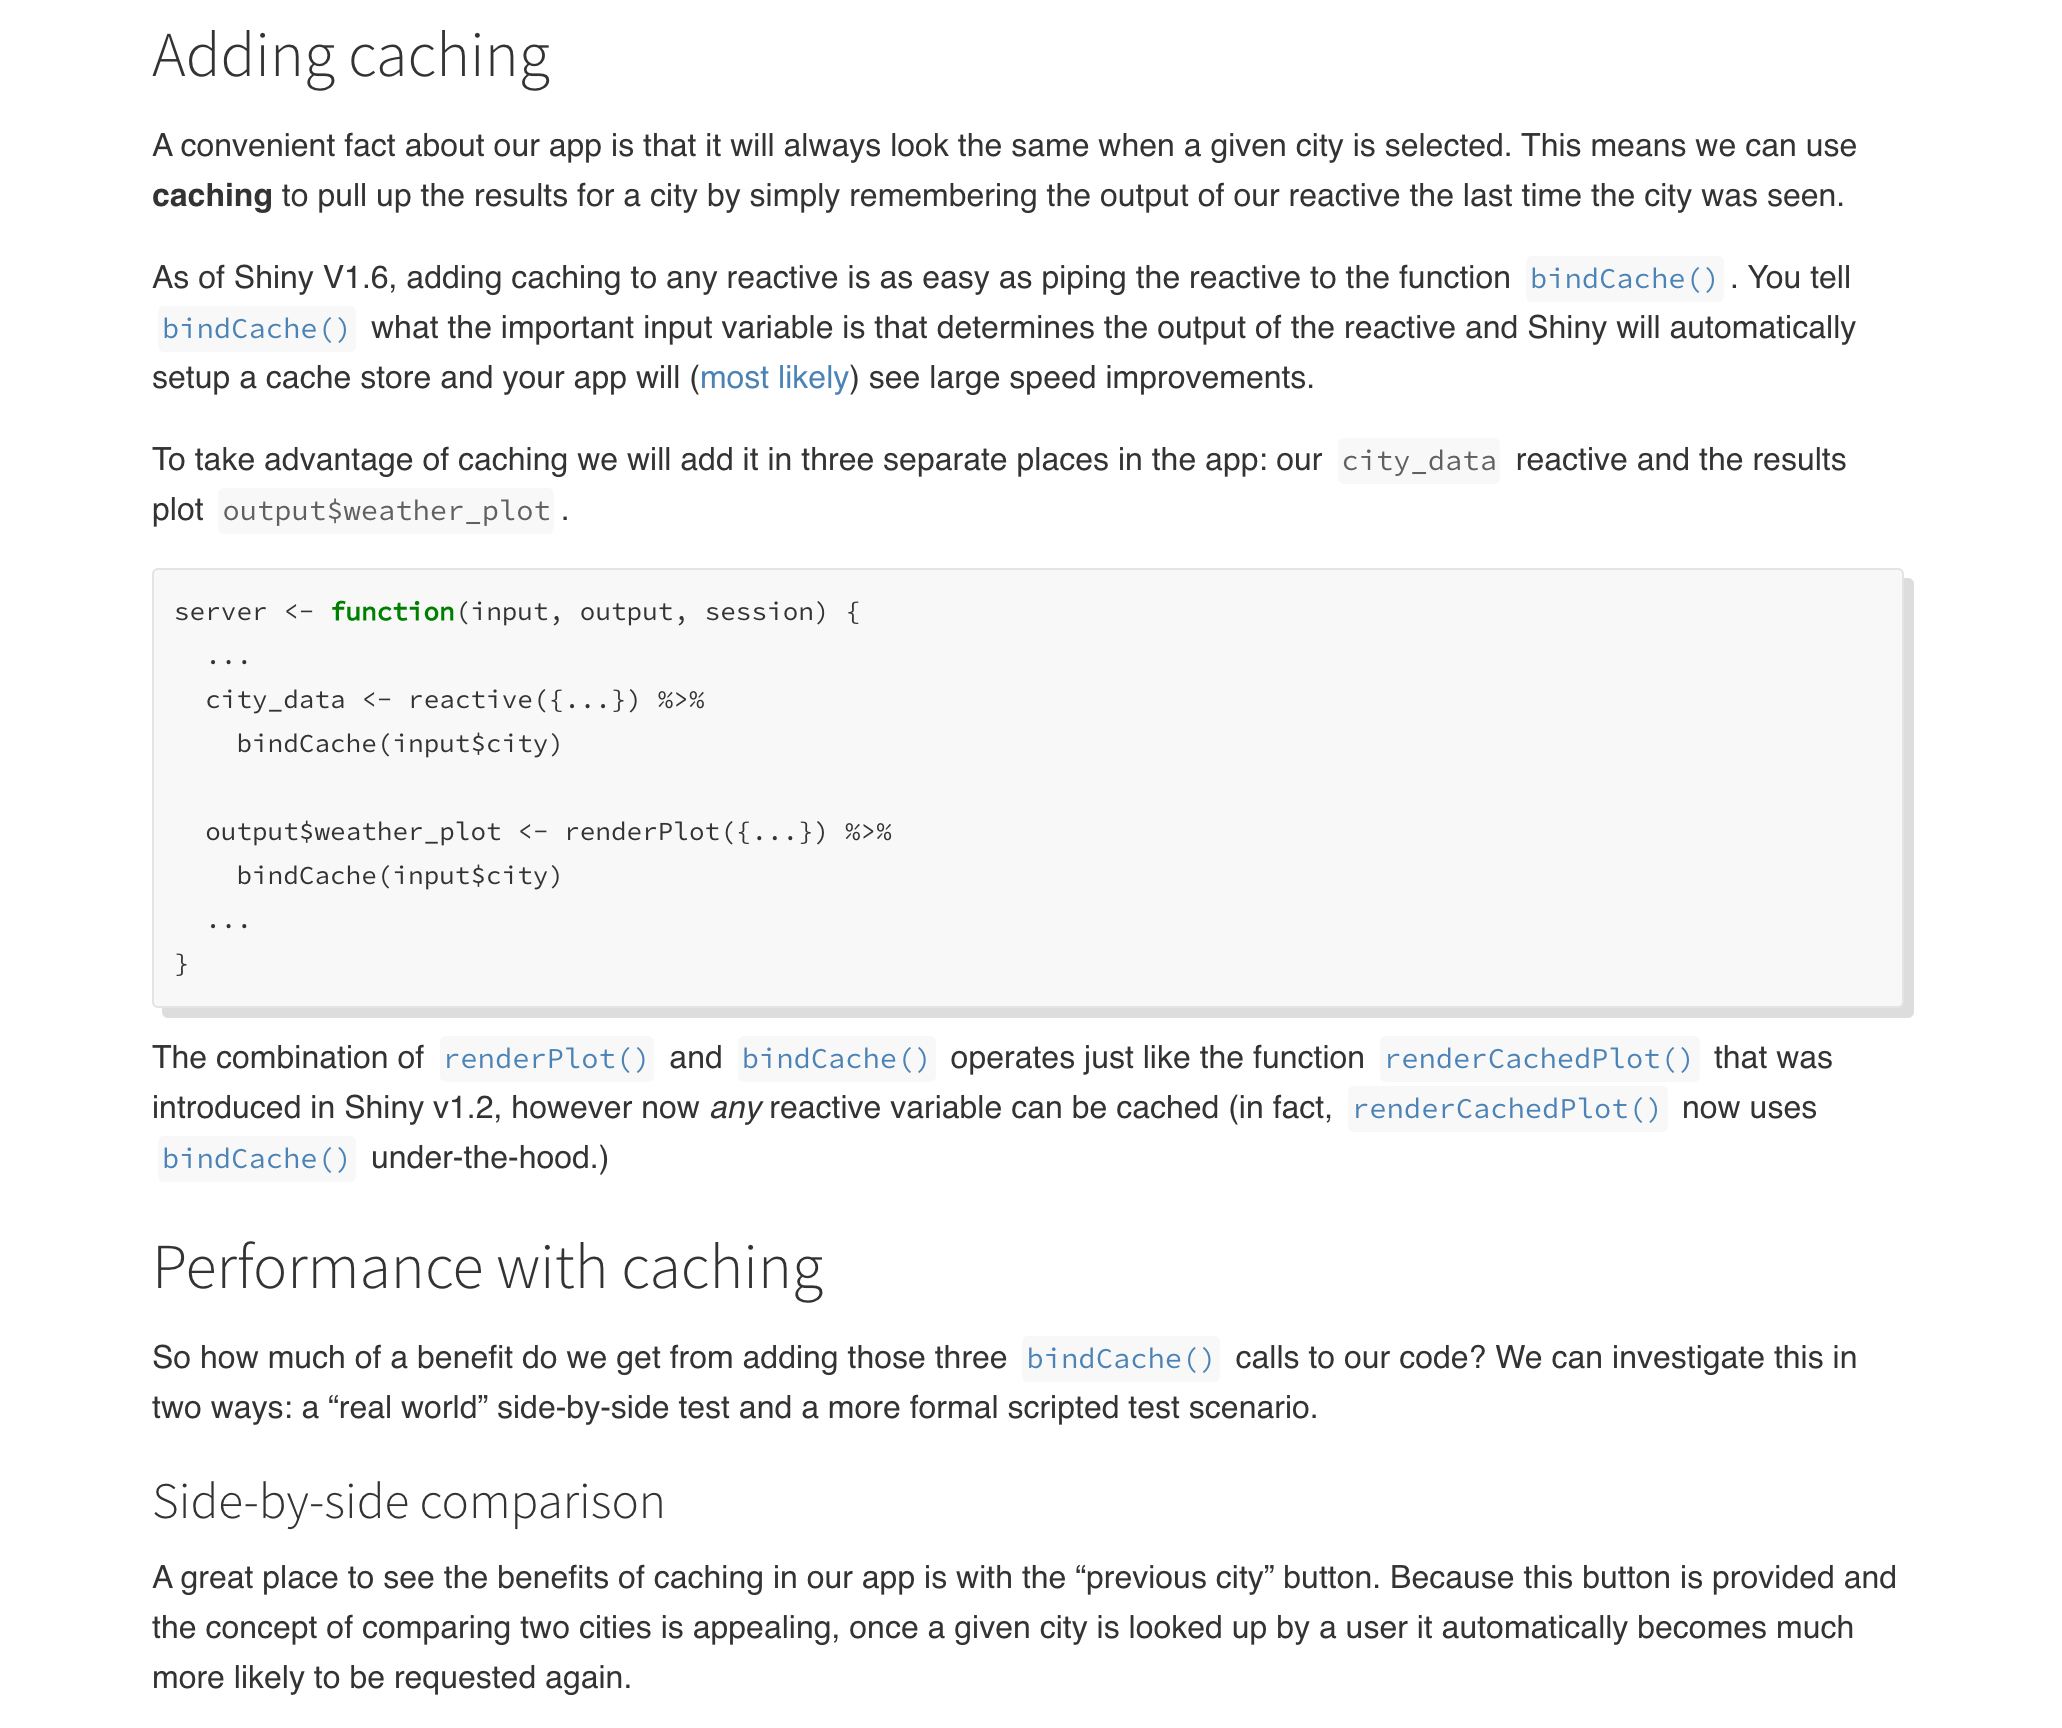 Adding caching
A convenient fact about our app is that it will always look the same when a given city is selected. This means we can use
caching to pull up the results for a city by simply remembering the output of our reactive the last time the city was seen.
As of Shiny V1.6, adding caching to any reactive is as easy as piping the reactive to the function bindCache(). You tell
bindCache() what the important input variable is that determines the output of the reactive and Shiny will automatically
setup a cache store and your app will (most likely) see large speed improvements.
To take advantage of caching we will add it in three separate places in the app: our city_data reactive and the results
plot output$weather_plot.
server <- function(input, output, session) {
  ...
  city_data <- reactive({...}) %>%
    bindCache(input$city)

  output$weather_plot <- renderPlot({...}) %>%
    bindCache(input$city)
  ...
}
The combination of renderPlot() and bindCache() operates just like the function renderCachedPlot() that was
introduced in Shiny v1.2, however now any reactive variable can be cached (in fact, renderCachedPlot() now uses
bindCache() under-the-hood.)
Performance with caching
So how much of a benefit do we get from adding those three bindCache() calls to our code? We can investigate this in
two ways: a “real world” side-by-side test and a more formal scripted test scenario.
Side-by-side comparison
A great place to see the benefits of caching in our app is with the “previous city” button. Because this button is provided and
the concept of comparing two cities is appealing, once a given city is looked up by a user it automatically becomes much
more likely to be requested again.